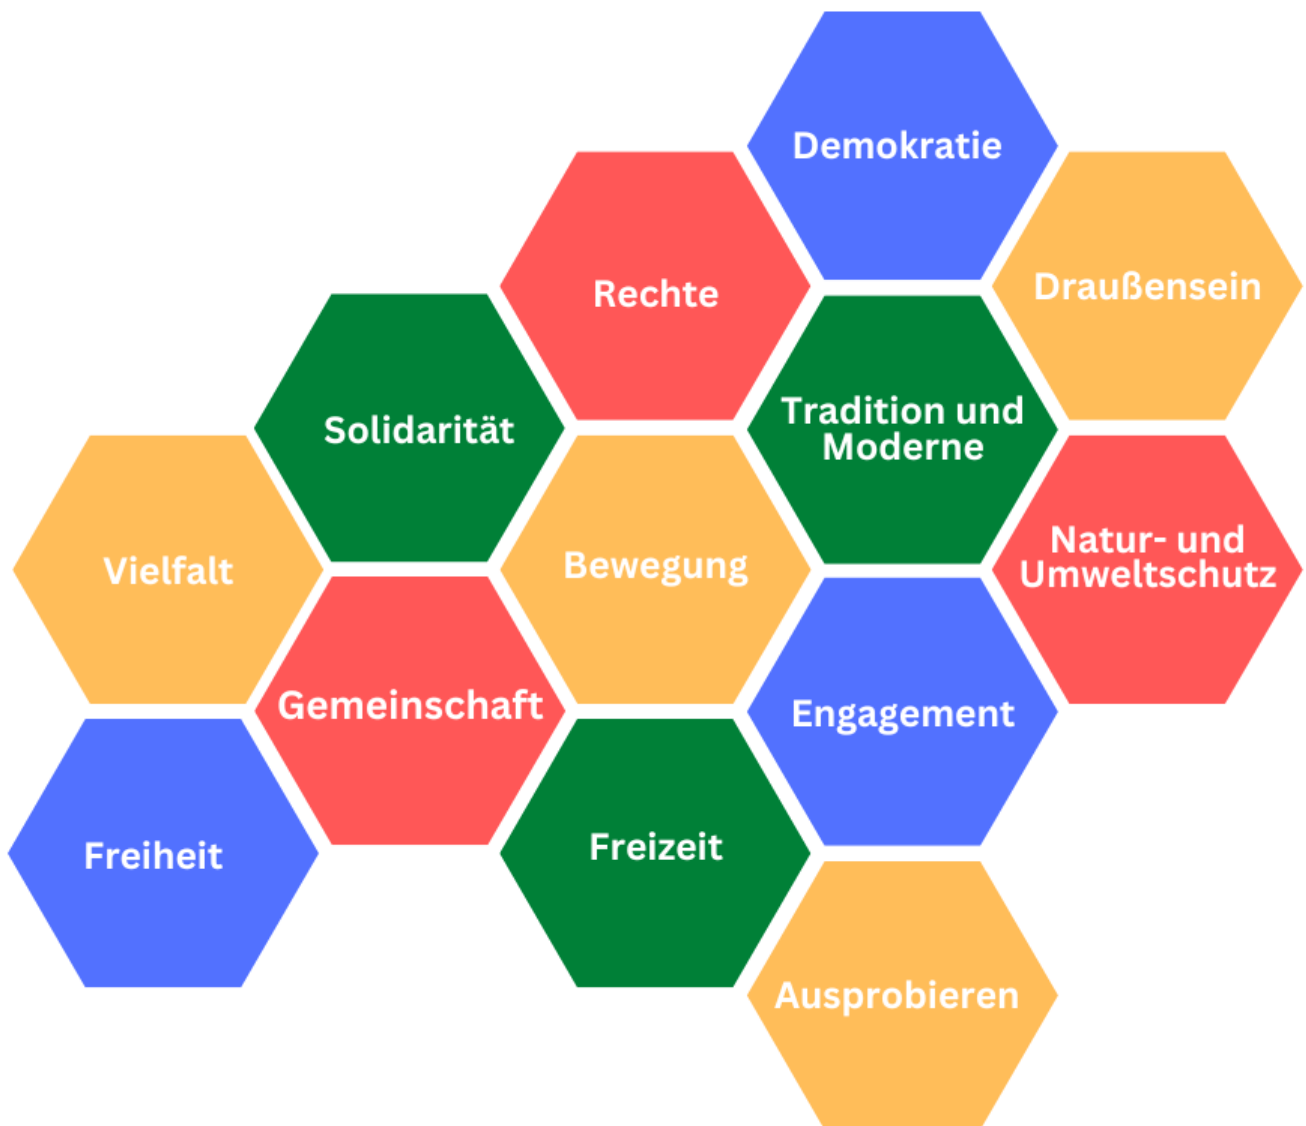 Demokratie
Draußensein
Rechte
Tradition und
Moderne
Solidarität
Natur- und
Umweltschutz
Bewegung
Vielfalt
Gemeinschaft
Engagement
Freizeit
Freiheit
Ausprobieren